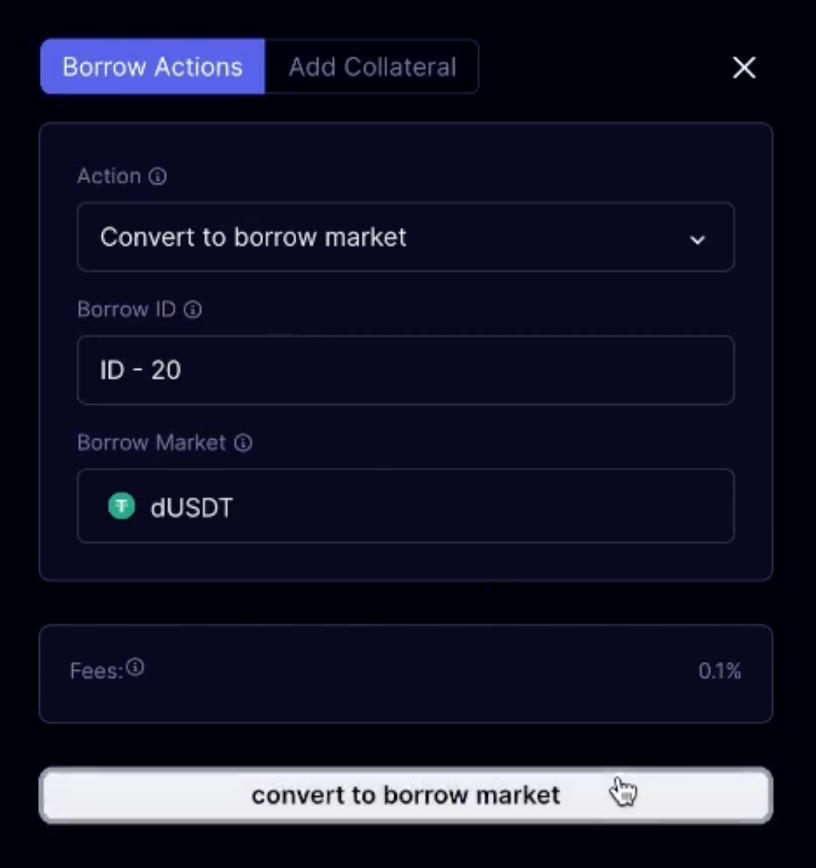 Borrow Actions
Add Collateral
Action
Convert to borrow market
Borrow ID
ID - 20
Borrow Market
dUSDT
Fees: 0.1%
convert to borrow market